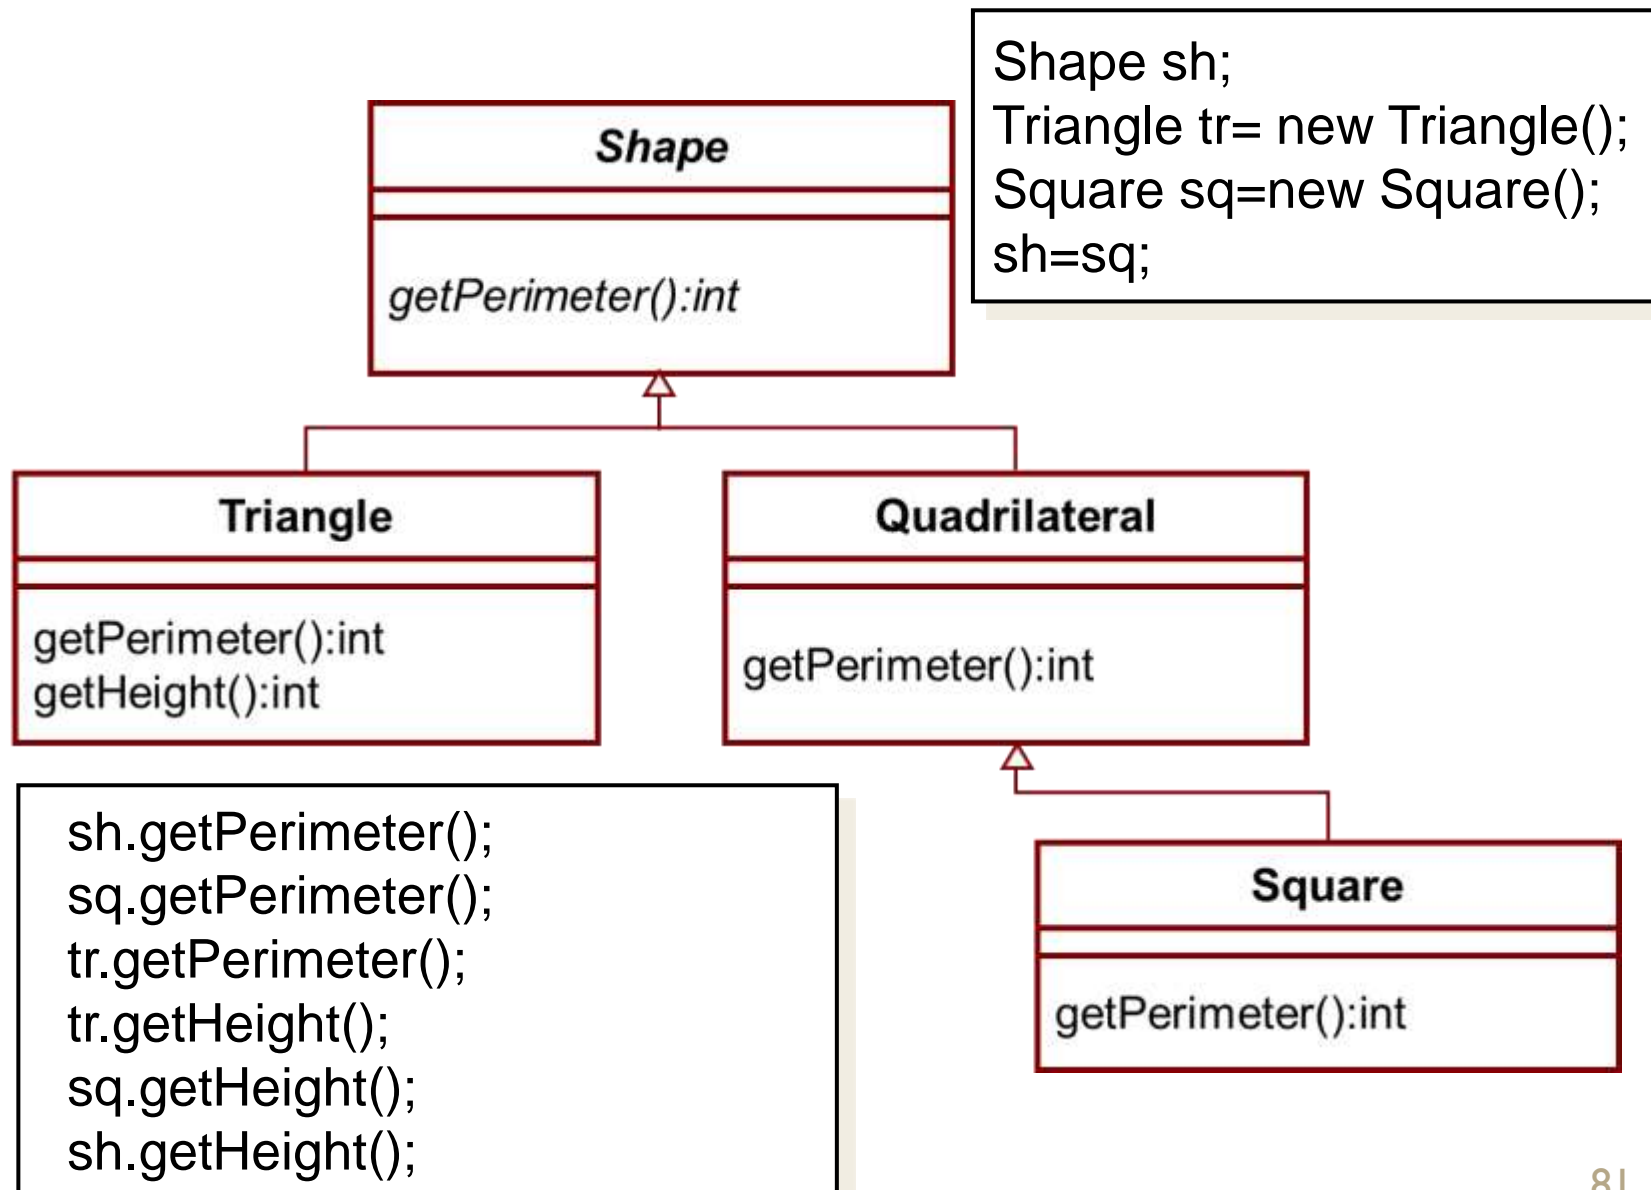 Shape sh;
Triangle tr= new Triangle();
Square sq=new Square();
sh=sq;
Shape
getPerimeter():int
Triangle
getPerimeter():int
getHeight():int
Quadrilateral
getPerimeter():int
Square
getPerimeter():int
sh.getPerimeter();
sq.getPerimeter();
tr.getPerimeter();
tr.getHeight();
sq.getHeight();
sh.getHeight();
81